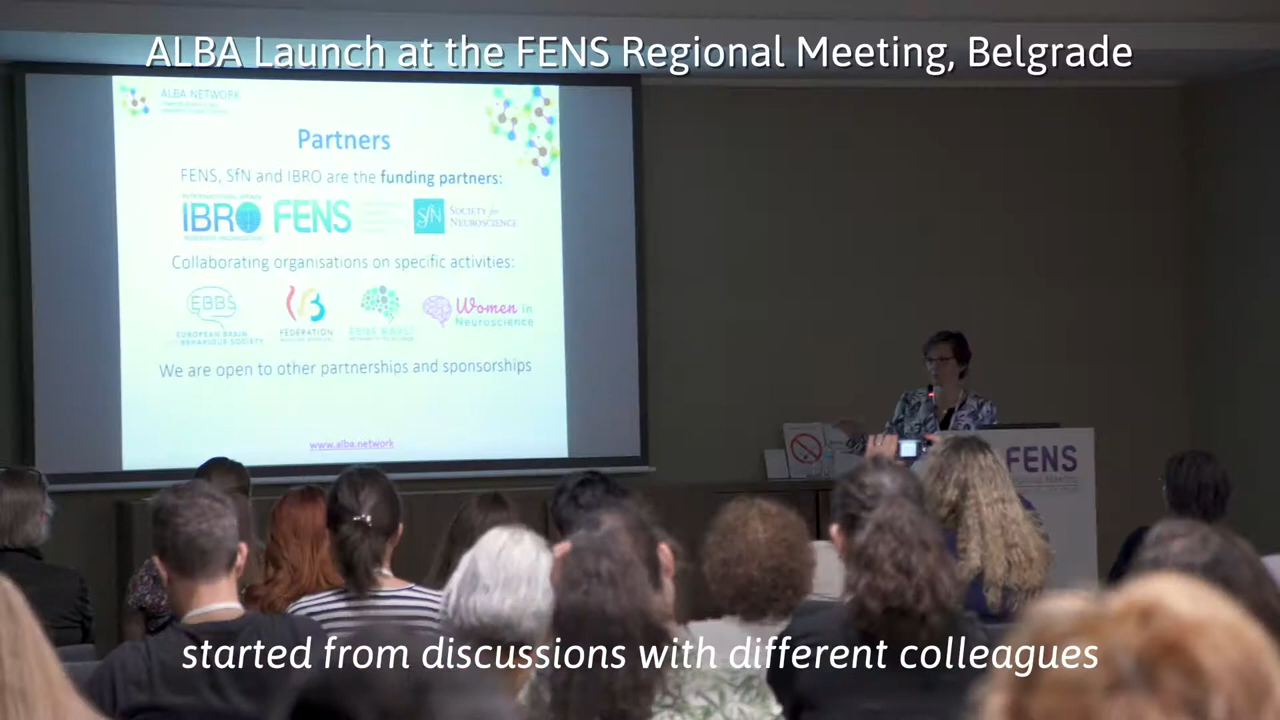 ALBA Launch at the FENS Regional Meeting, Belgrade
ALBA NETWORK
Partners
FENS, SfN and IBRO are the funding partners:
IBRO FENS SfN SOCIETY for NEUROSCIENCE
Collaborating organisations on specific activities:
EBBS
EUROPEAN BRAIN
BEHAVIOUR SOCIETY
FEDERATION
Women in
Neuroscience
We are open to other partnerships and sponsorships
www.alba.network
FENS
started from discussions with different colleagues